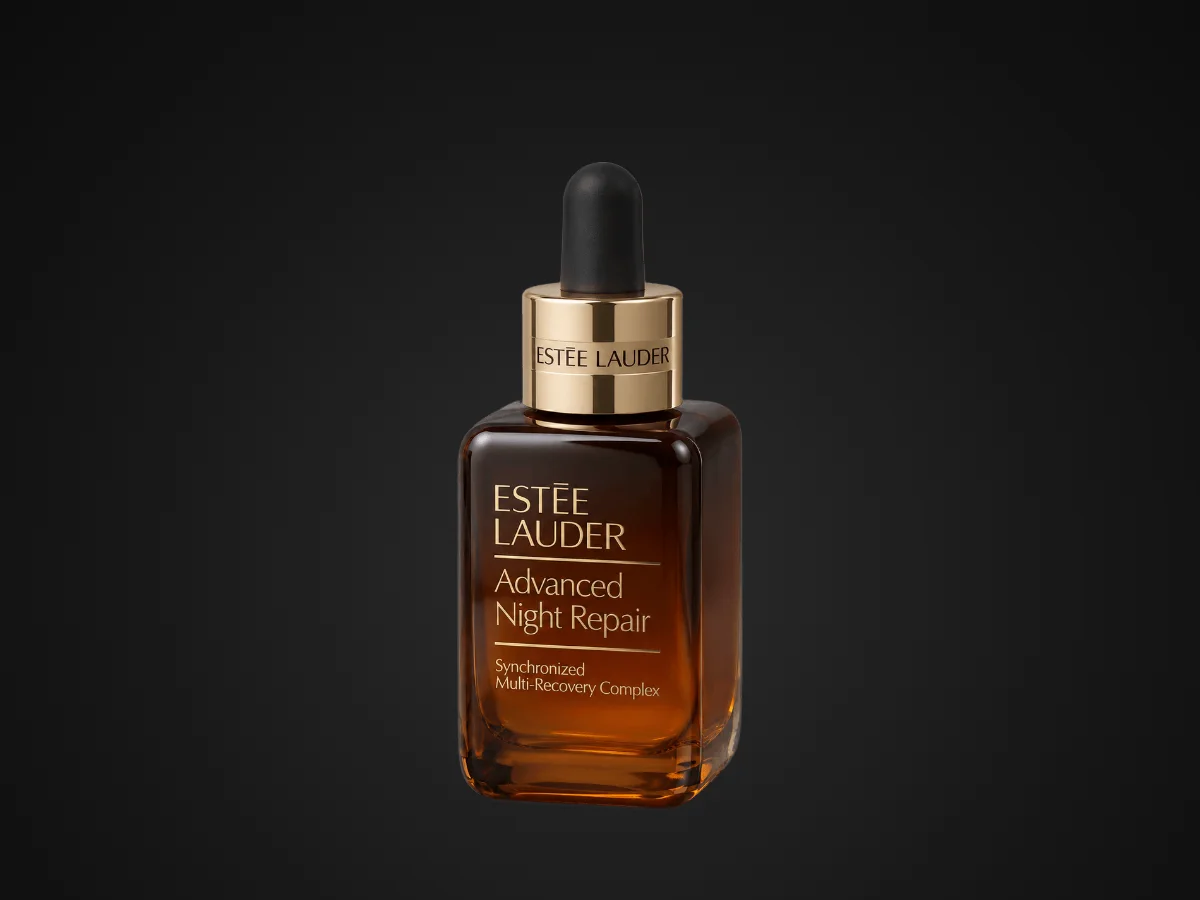 ESTĒE LAUDER
ESTĒE
LAUDER
Advanced
Night Repair
Synchronized
Multi-Recovery Complex